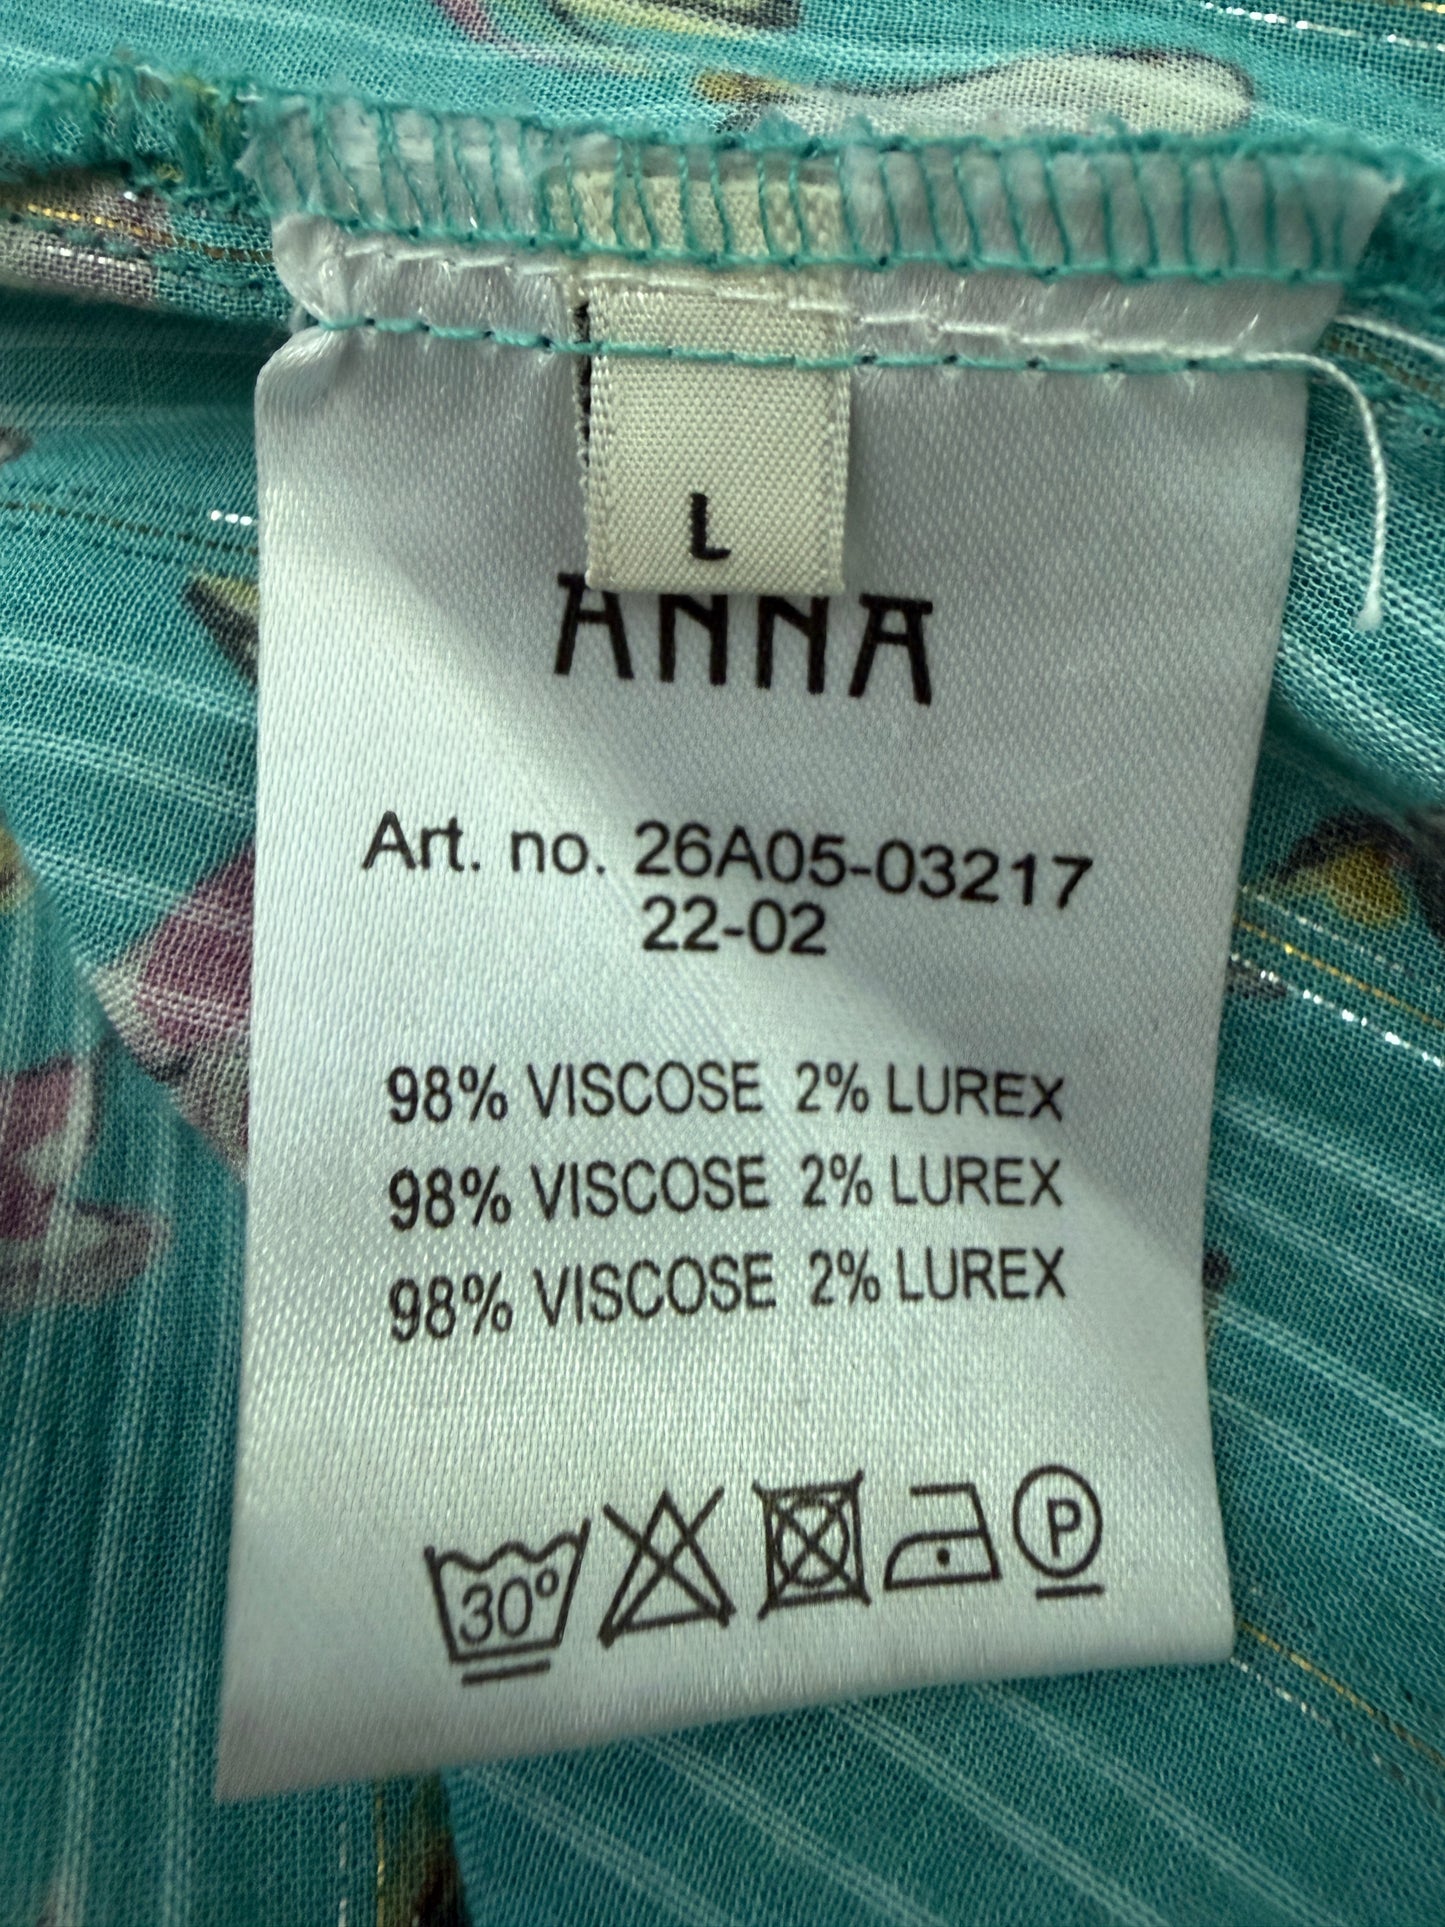 L
ANNA
Art. no. 26A05-03217
22-02
98% VISCOSE 2% LUREX
98% VISCOSE 2% LUREX
98% VISCOSE 2% LUREX
30° P